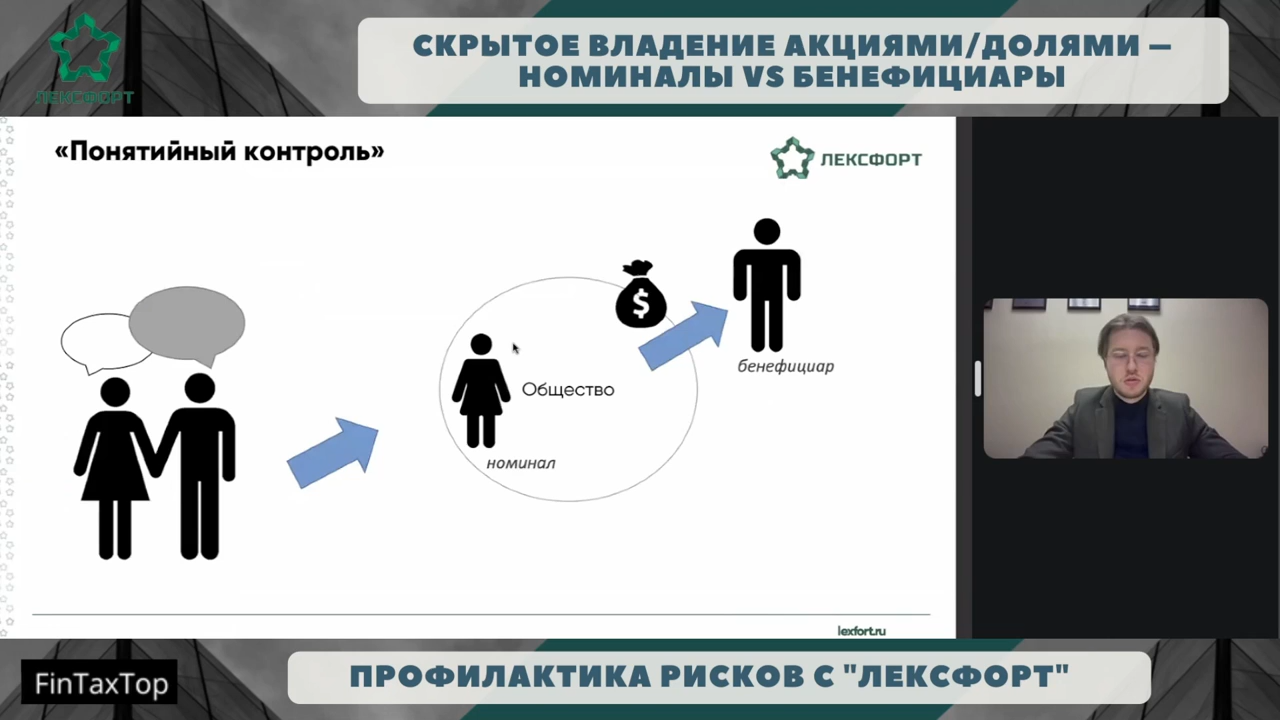 ЛЕКСФОРТ
СКРЫТОЕ ВЛАДЕНИЕ АКЦИЯМИ/ДОЛЯМИ –
НОМИНАЛЫ VS БЕНЕФИЦИАРЫ
«Понятийный контроль»
ЛЕКСФОРТ
$
бенефициар
Общество
номинал
lexfort.ru
FinTaxTop
ПРОФИЛАКТИКА РИСКОВ С "ЛЕКСФОРТ"